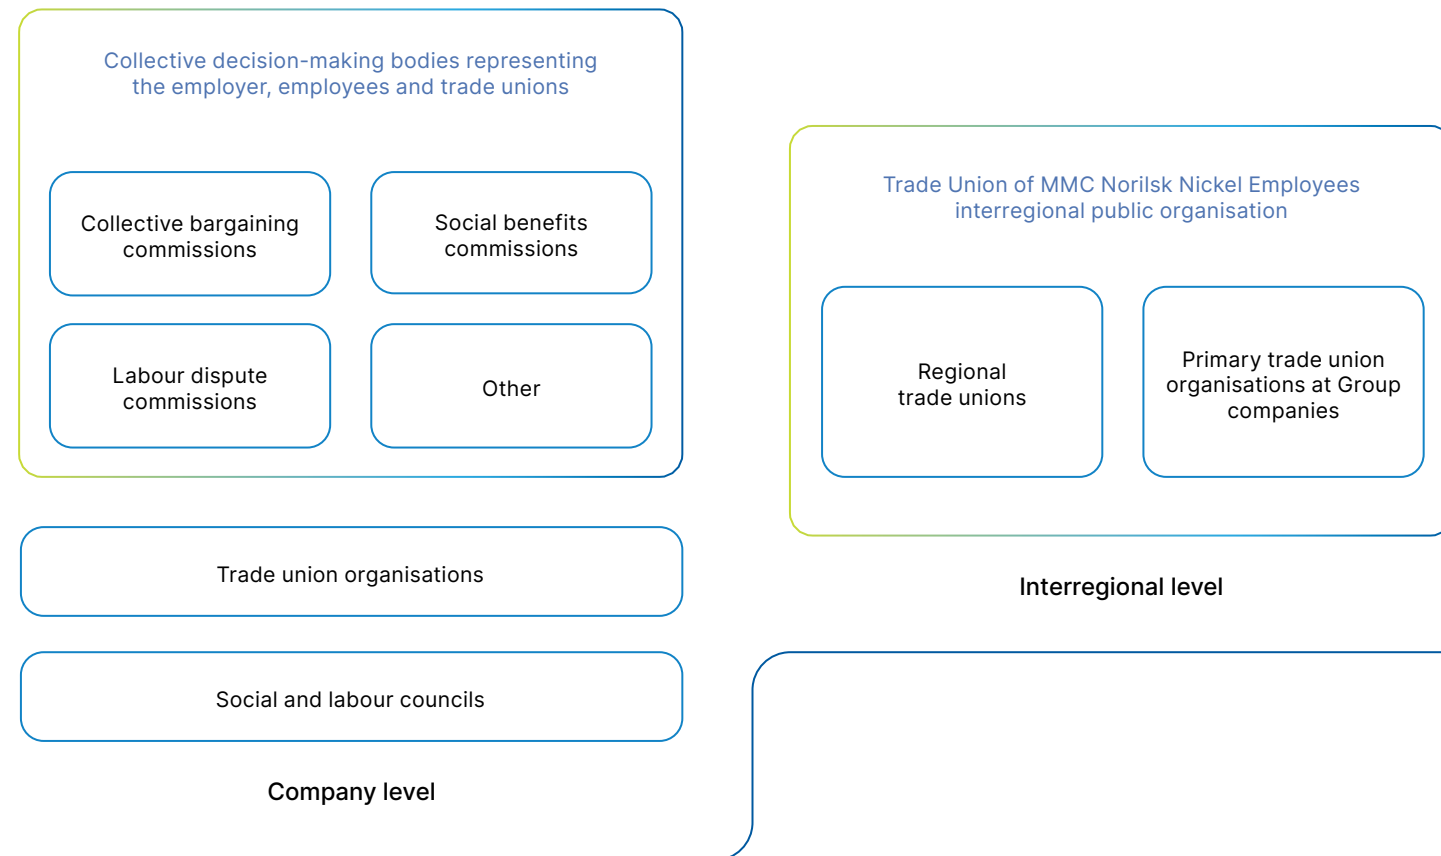 Collective decision-making bodies representing
the employer, employees and trade unions
Collective bargaining
commissions
Social benefits
commissions
Labour dispute
commissions
Other
Trade union organisations
Social and labour councils
Company level
Trade Union of MMC Norilsk Nickel Employees
interregional public organisation
Regional
trade unions
Primary trade union
organisations at Group
companies
Interregional level